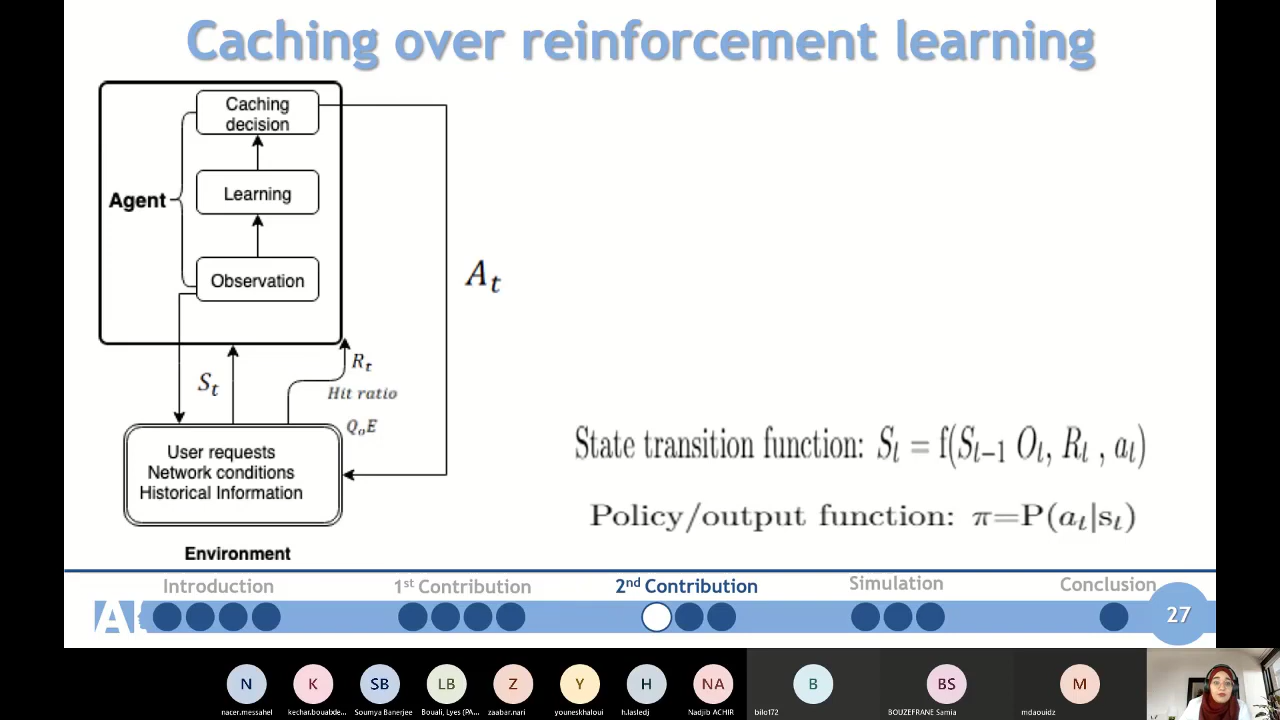 Caching over reinforcement learning
Caching
decision
Agent
Learning
Observation
A_t
S_t
R_t
Hit ratio
Q_oE
User requests
Network conditions
Historical Information
Environment
State transition function: S_t = f(S_{t-1} O_t, R_t , a_t)
Policy/output function: π=P(a_t|s_t)
Introduction
1st Contribution
2nd Contribution
Simulation
Conclusion
27
N
K
SB
LB
Z
Y
H
NA
B
BS
M
nacer.messahel
kechar.bouabde...
Soumya Banerjee
Bouali, Lyes (PA...
zaabar.nari
youneskhaloui
h.lasledj
Nadjib ACHIR
bilo172
BOUZEFRANE Samia
mdaouidz